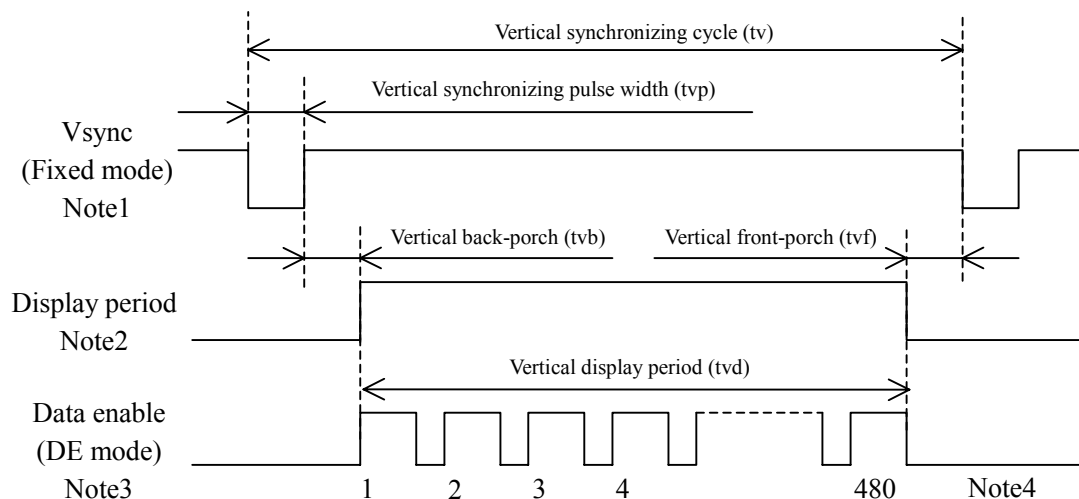 Vertical synchronizing cycle (tv)
Vertical synchronizing pulse width (tvp)
Vsync
(Fixed mode)
Note1
Vertical back-porch (tvb)
Vertical front-porch (tvf)
Display period
Note2
Vertical display period (tvd)
Data enable
(DE mode)
Note3
1 2 3 4 480 Note4